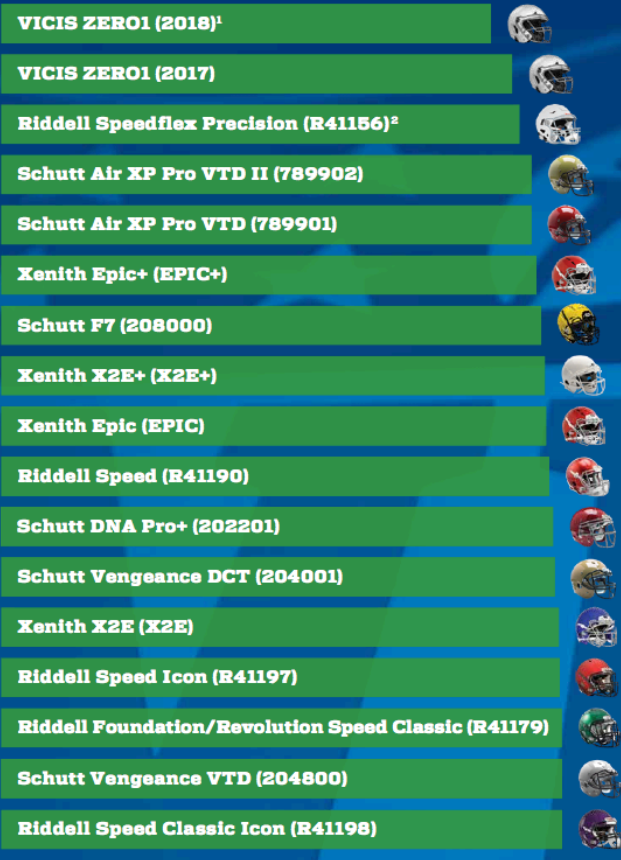 VICIS ZERO1 (2018)¹
VICIS ZERO1 (2017)
Riddell Speedflex Precision (R41156)²
Schutt Air XP Pro VTD II (789902)
Schutt Air XP Pro VTD (789901)
Xenith Epic+ (EPIC+)
Schutt F7 (208000)
Xenith X2E+ (X2E+)
Xenith Epic (EPIC)
Riddell Speed (R41190)
Schutt DNA Pro+ (202201)
Schutt Vengeance DCT (204001)
Xenith X2E (X2E)
Riddell Speed Icon (R41197)
Riddell Foundation/Revolution Speed Classic (R41179)
Schutt Vengeance VTD (204800)
Riddell Speed Classic Icon (R41198)